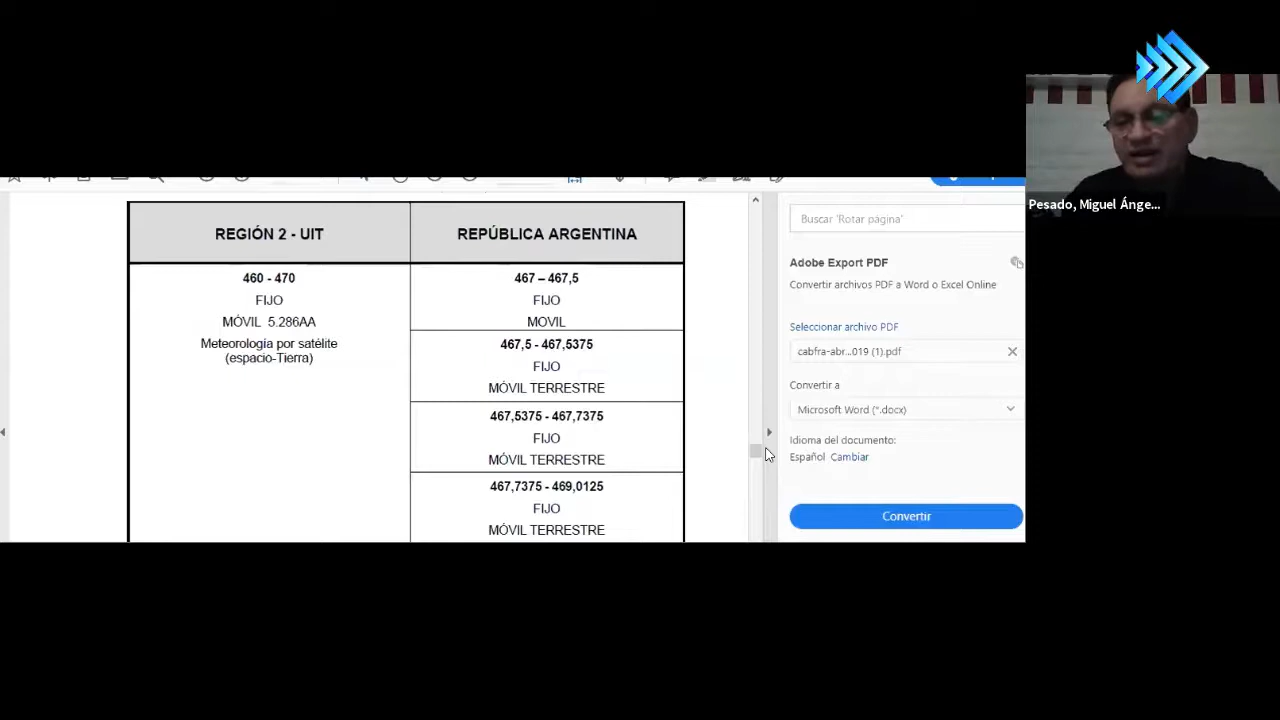 REGIÓN 2 - UIT
REPÚBLICA ARGENTINA
460 - 470
FIJO
MÓVIL 5.286AA
Meteorología por satélite
(espacio-Tierra)
467 – 467,5
FIJO
MOVIL
467,5 - 467,5375
FIJO
MÓVIL TERRESTRE
467,5375 - 467,7375
FIJO
MÓVIL TERRESTRE
467,7375 - 469,0125
FIJO
MÓVIL TERRESTRE
Buscar 'Rotar página'
Adobe Export PDF
Convertir archivos PDF a Word o Excel Online
Seleccionar archivo PDF
cabfra-abr...019 (1).pdf
Convertir a
Microsoft Word (*.docx)
Idioma del documento:
Español Cambiar
Convertir
Pesado, Miguel Ánge...